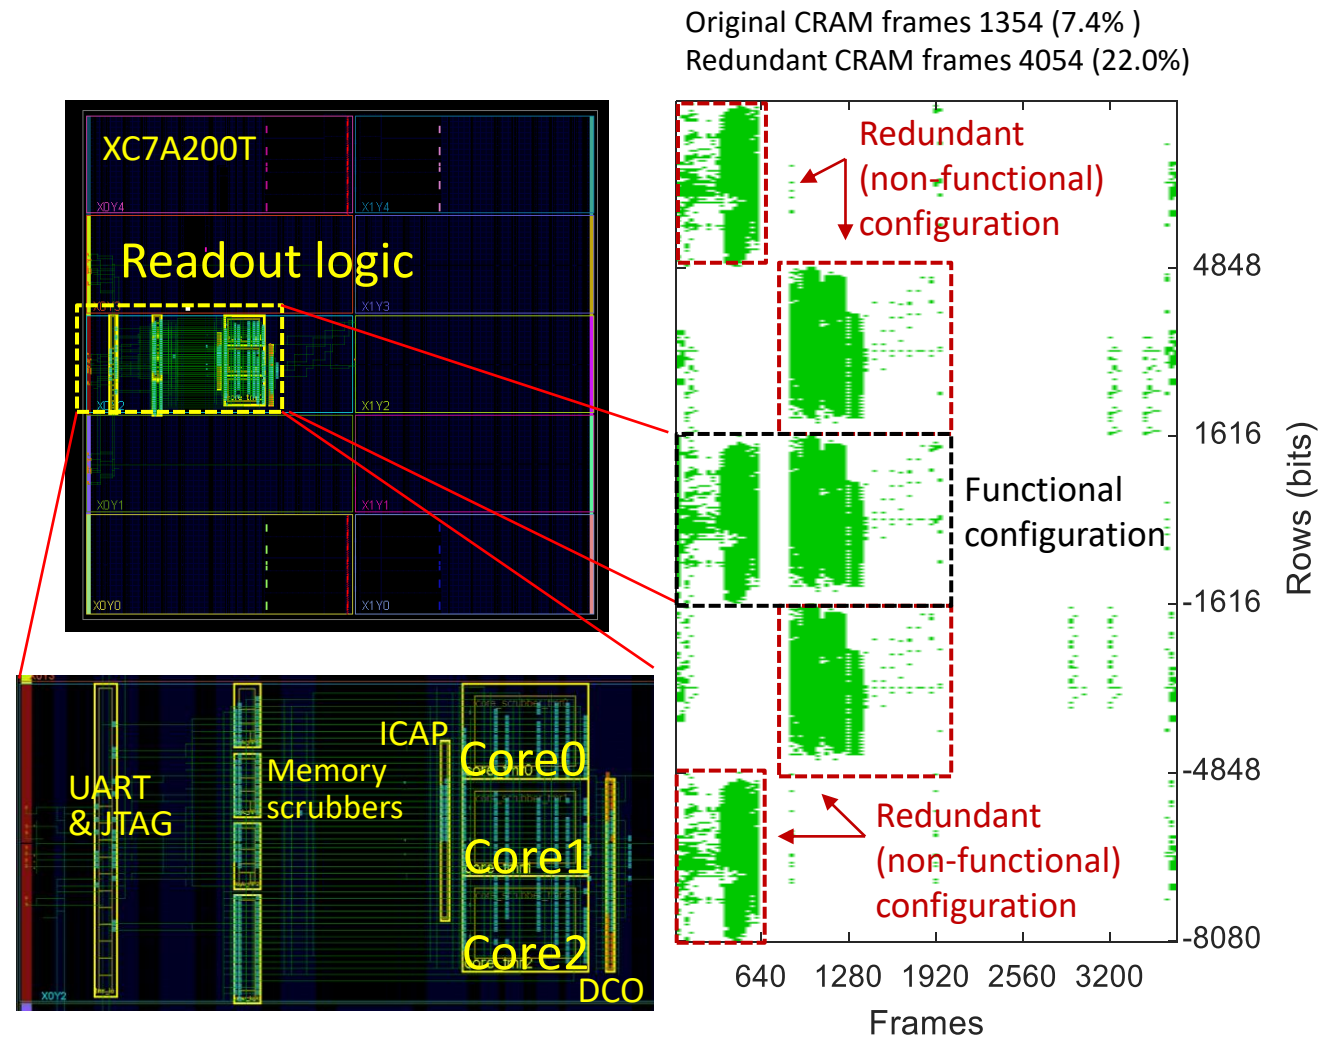 Original CRAM frames 1354 (7.4% )
Redundant CRAM frames 4054 (22.0%)
XC7A200T
X0Y4
X1Y4
Readout logic
X1Y3
X1Y2
X0Y1
X1Y1
X0Y0
X1Y0
Redundant
(non-functional)
configuration
4848
1616
Functional
configuration
-1616
-4848
Redundant
(non-functional)
configuration
-8080
Rows (bits)
640
1280
1920
2560
3200
Frames
UART
& JTAG
Memory
scrubbers
ICAP
Core0
Core1
Core2
DCO
X0Y2